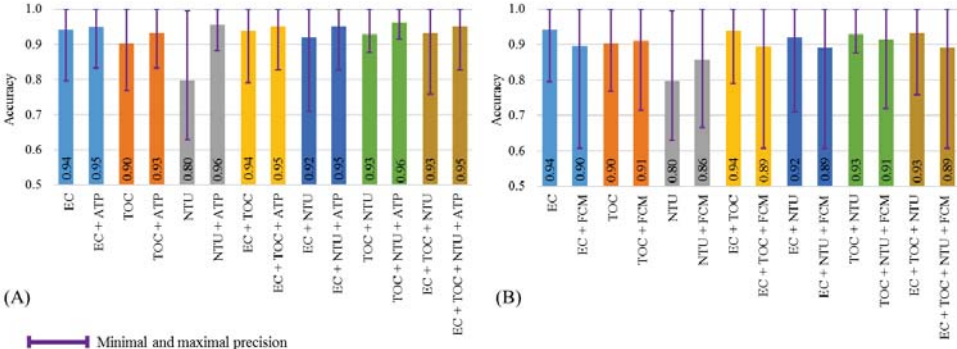 Accuracy
1.0
0.9
0.8
0.7
0.6
0.5
0.94
0.95
0.90
0.93
0.80
0.96
0.94
0.95
0.92
0.95
0.93
0.96
0.93
0.95
EC
EC + ATP
TOC
TOC + ATP
NTU
NTU + ATP
EC + TOC
EC + TOC + ATP
EC + NTU
EC + NTU + ATP
TOC + NTU
TOC + NTU + ATP
EC + TOC + NTU
EC + TOC + NTU + ATP
(A)
Accuracy
1.0
0.9
0.8
0.7
0.6
0.5
0.94
0.90
0.90
0.91
0.80
0.86
0.94
0.89
0.92
0.89
0.93
0.91
0.93
0.89
EC
EC + FCM
TOC
TOC + FCM
NTU
NTU + FCM
EC + TOC
EC + TOC + FCM
EC + NTU
EC + NTU + FCM
TOC + NTU
TOC + NTU + FCM
EC + TOC + NTU
EC + TOC + NTU + FCM
(B)
Minimal and maximal precision